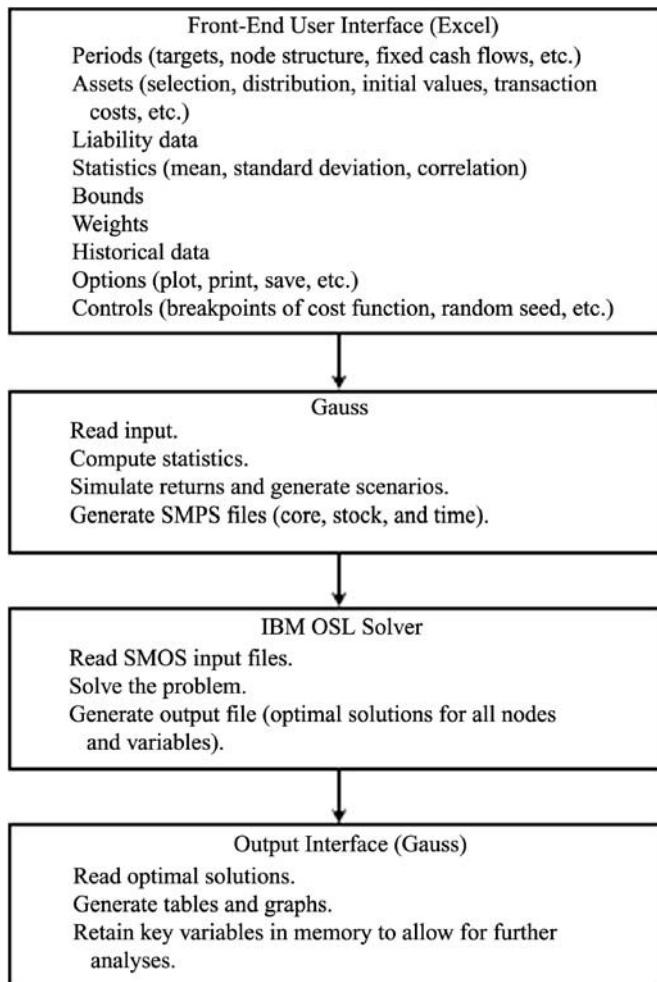 Front-End User Interface (Excel)
Periods (targets, node structure, fixed cash flows, etc.)
Assets (selection, distribution, initial values, transaction
costs, etc.)
Liability data
Statistics (mean, standard deviation, correlation)
Bounds
Weights
Historical data
Options (plot, print, save, etc.)
Controls (breakpoints of cost function, random seed, etc.)
Gauss
Read input.
Compute statistics.
Simulate returns and generate scenarios.
Generate SMPS files (core, stock, and time).
IBM OSL Solver
Read SMOS input files.
Solve the problem.
Generate output file (optimal solutions for all nodes
and variables).
Output Interface (Gauss)
Read optimal solutions.
Generate tables and graphs.
Retain key variables in memory to allow for further
analyses.